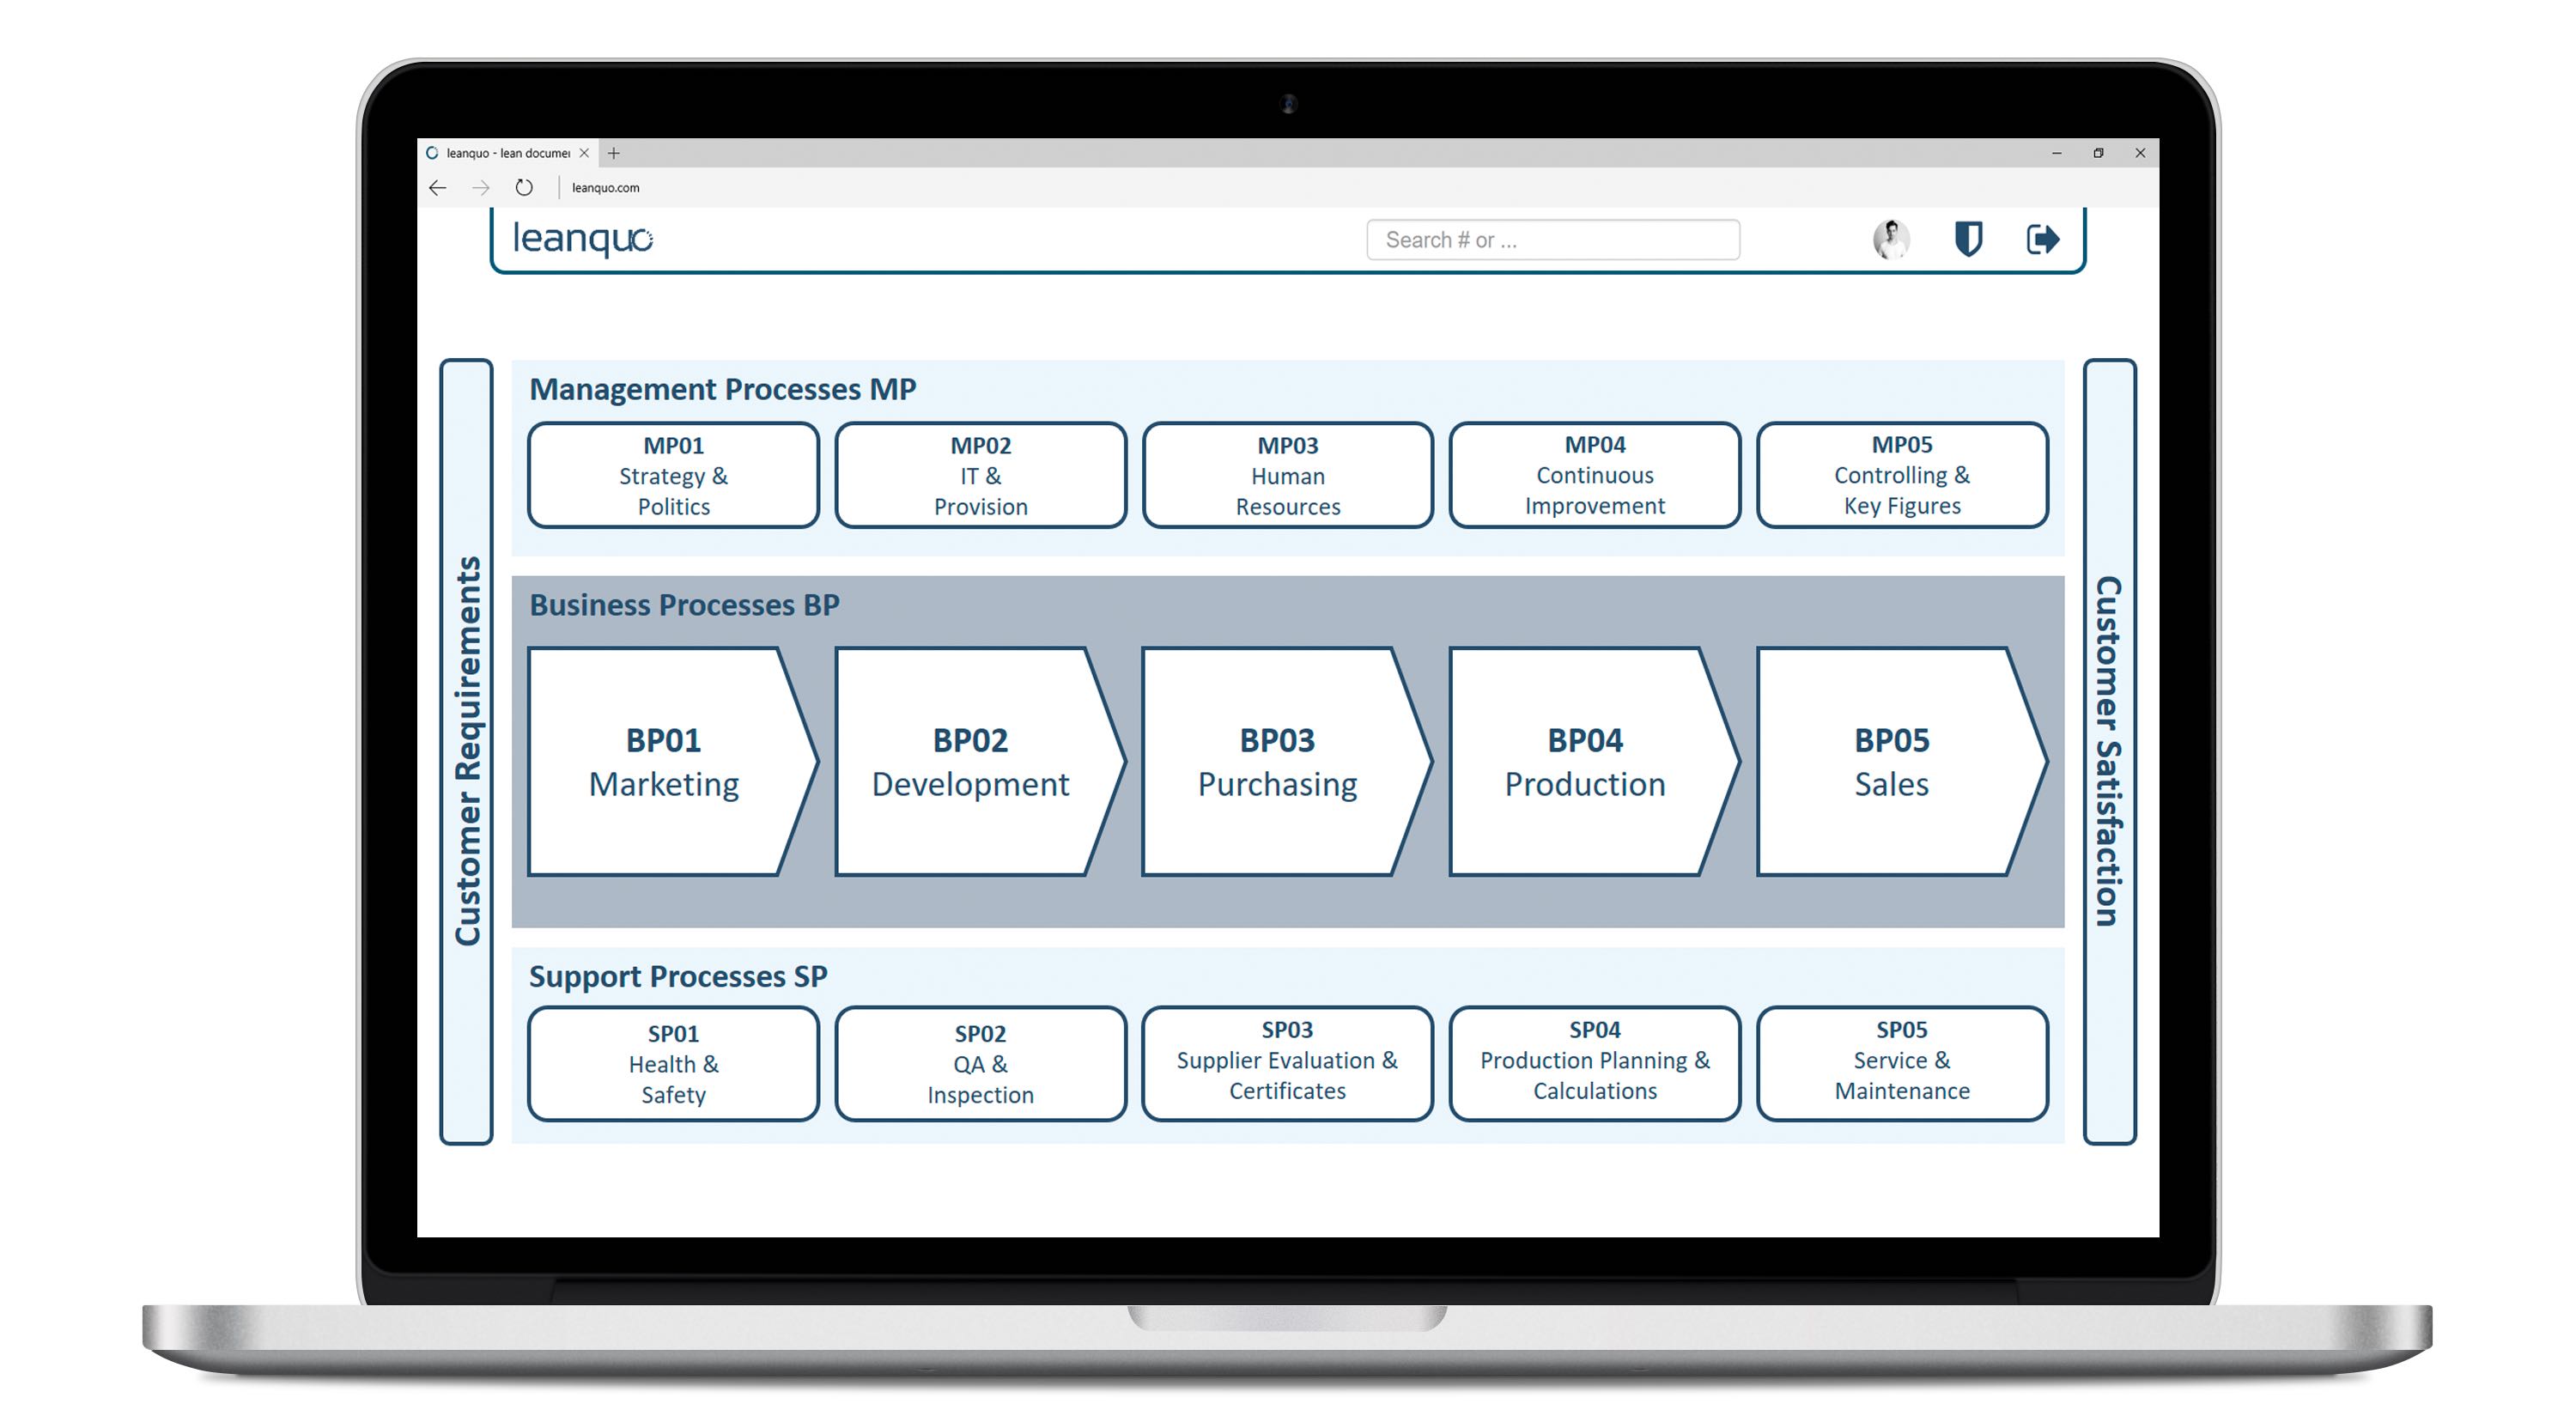 leanquo - lean documen
leanquo.com
leanquo
Search # or ...
Customer Requirements
Management Processes MP
MP01
Strategy &
Politics
MP02
IT &
Provision
MP03
Human
Resources
MP04
Continuous
Improvement
MP05
Controlling &
Key Figures
Business Processes BP
BP01
Marketing
BP02
Development
BP03
Purchasing
BP04
Production
BP05
Sales
Support Processes SP
SP01
Health &
Safety
SP02
QA &
Inspection
SP03
Supplier Evaluation &
Certificates
SP04
Production Planning &
Calculations
SP05
Service &
Maintenance
Customer Satisfaction